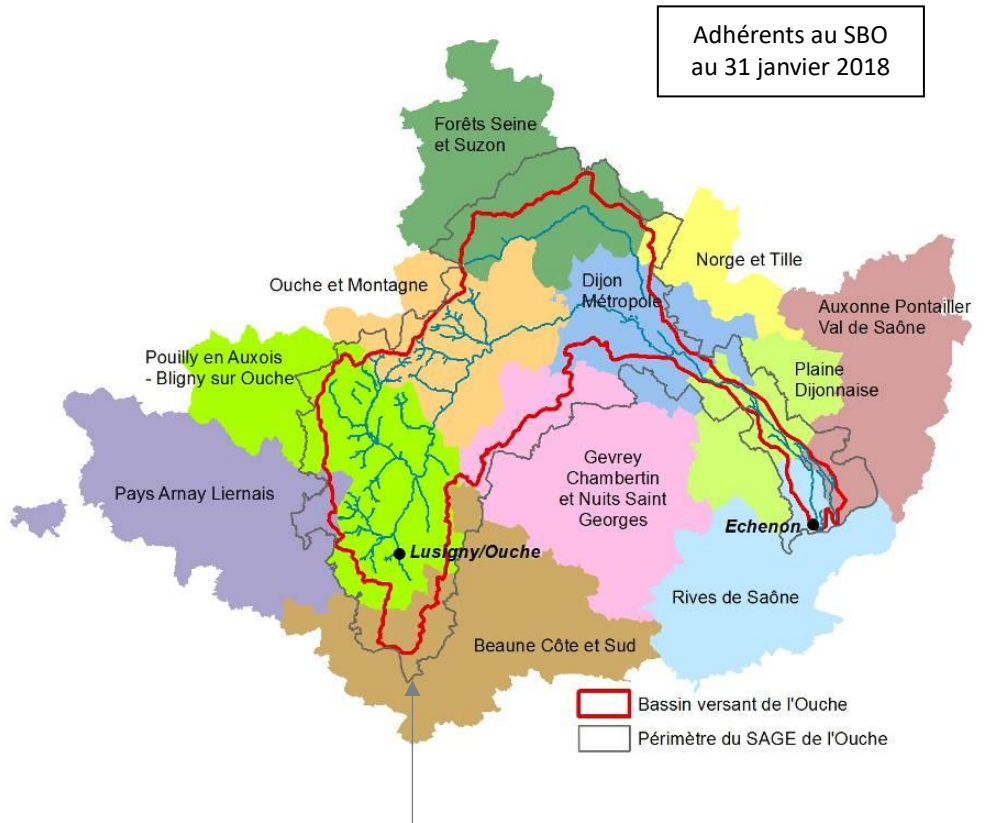 Adhérents au SBO
au 31 janvier 2018
Forêts Seine
et Suzon
Norge et Tille
Ouche et Montagne
Dijon
Métropole
Auxonne Pontailler
Val de Saône
Pouilly en Auxois
- Bligny sur Ouche
Plaine
Dijonnaise
Gevrey
Chambertin
et Nuits Saint
Georges
Pays Arnay Liernais
Echenon
Lusigny/Ouche
Rives de Saône
Beaune Côte et Sud
Bassin versant de l'Ouche
Périmètre du SAGE de l'Ouche